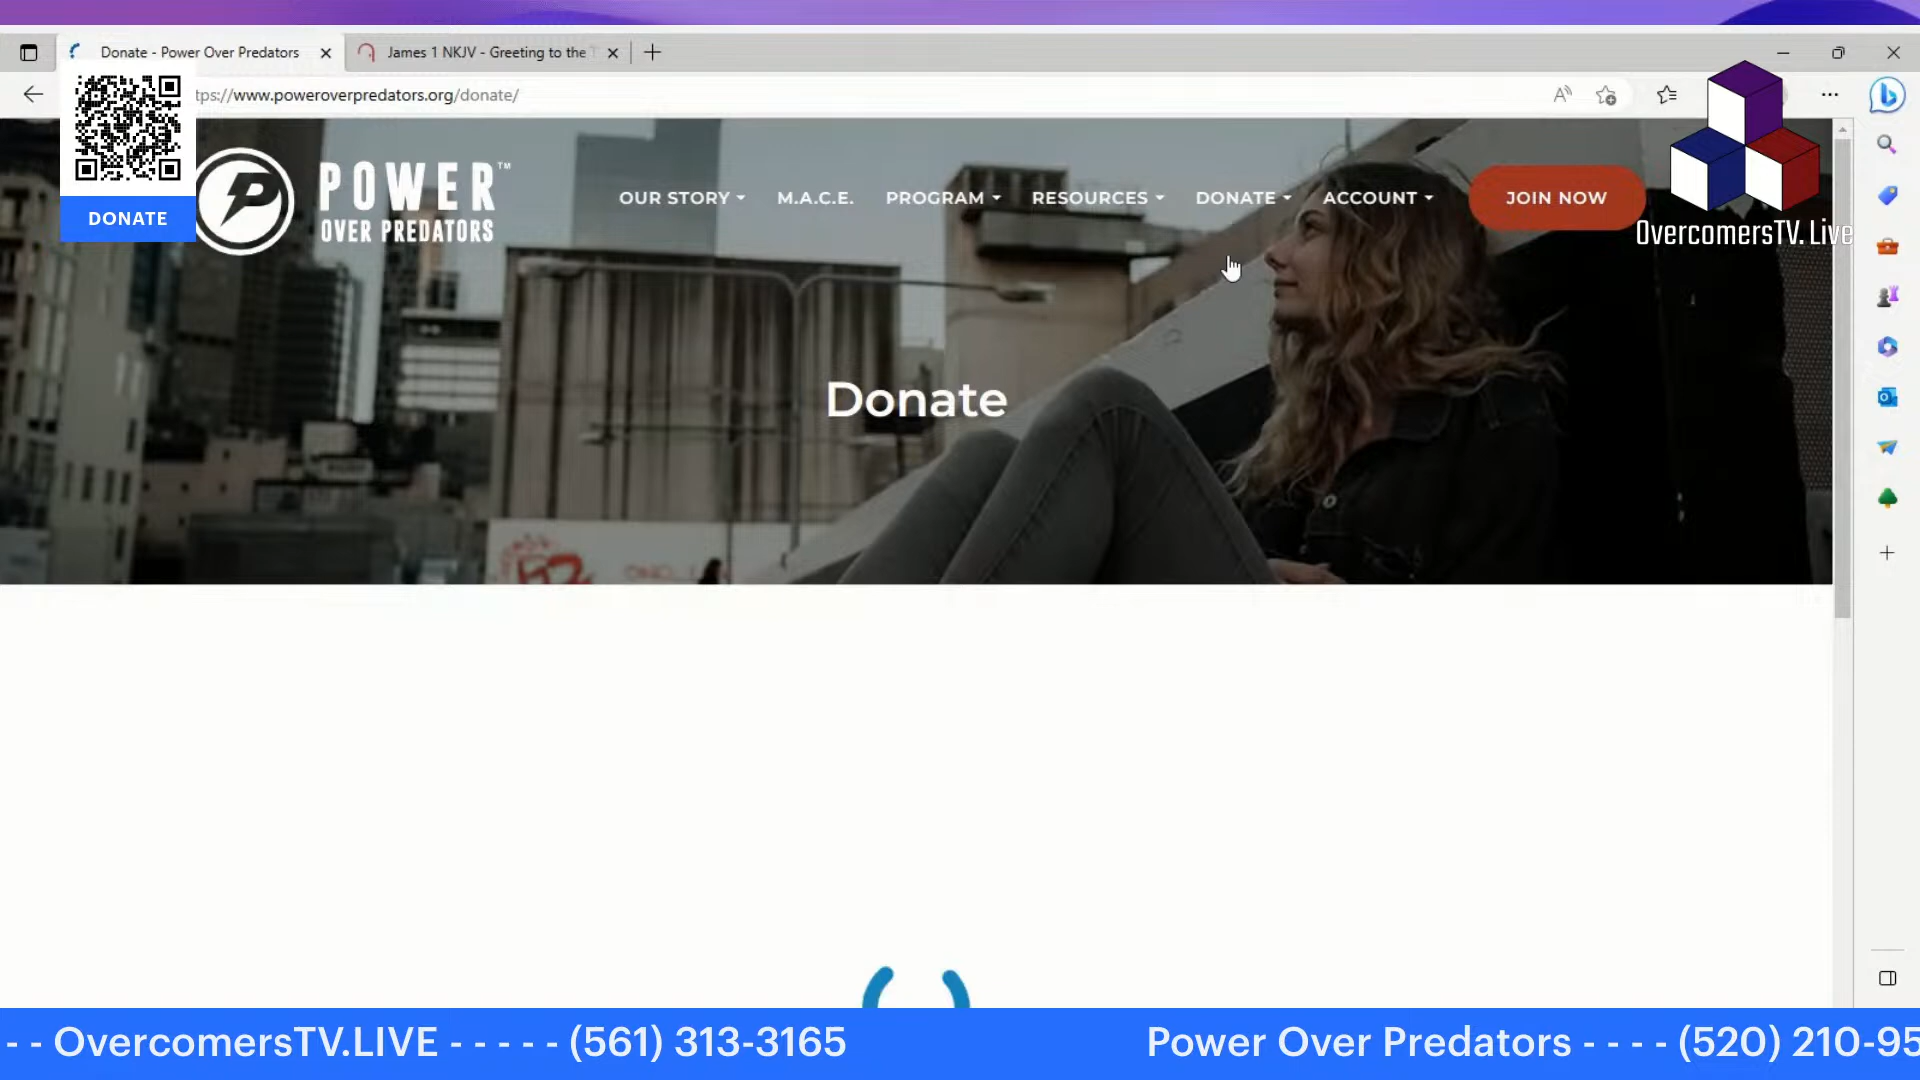 Donate - Power Over Predators
James 1 NKJV - Greeting to the
tps://www.poweroverpredators.org/donate/
DONATE
POWER™
OVER PREDATORS
OUR STORY
M.A.C.E.
PROGRAM
RESOURCES
DONATE
ACCOUNT
JOIN NOW
OvercomersTV.Live
Donate
- - OvercomersTV.LIVE - - - - - (561) 313-3165
Power Over Predators - - - - (520) 210-95